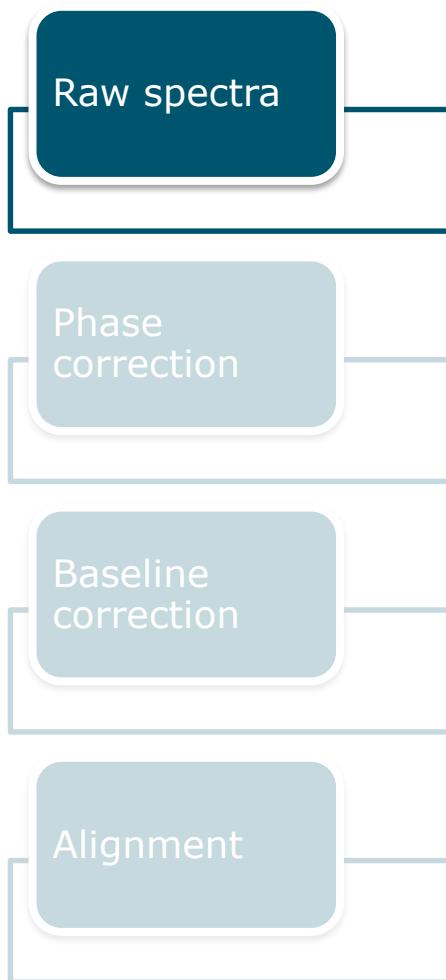 Raw spectra
Phase
correction
Baseline
correction
Alignment